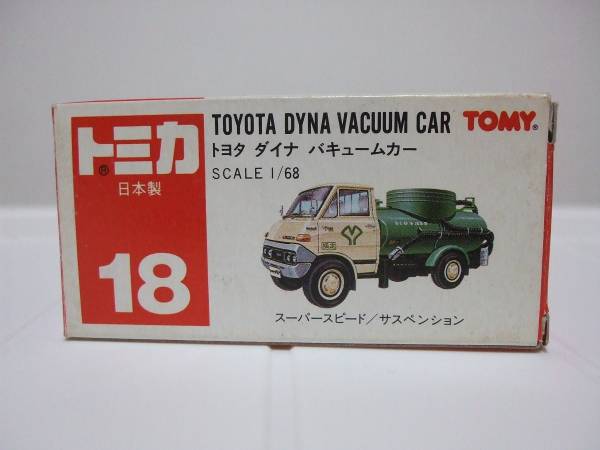 トミカ®
日本製
18
TOYOTA DYNA VACUUM CAR TOMY®
トヨタ ダイナ バキュームカー
SCALE 1/68
スーパースピード/サスペンション